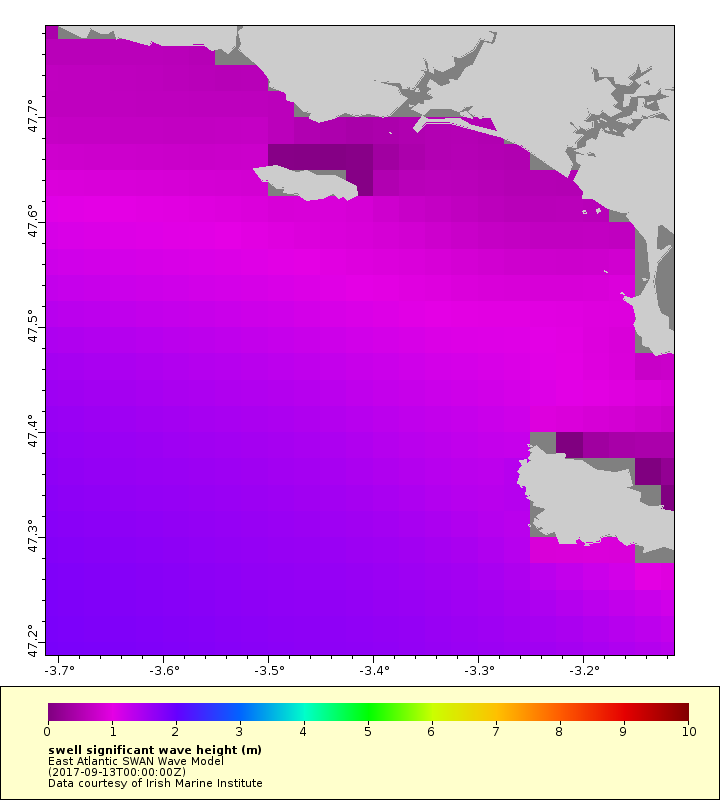 47.7°
47.6°
47.5°
47.4°
47.3°
47.2°
-3.7° -3.6° -3.5° -3.4° -3.3° -3.2°
0 1 2 3 4 5 6 7 8 9 10
swell significant wave height (m)
East Atlantic SWAN Wave Model
(2017-09-13T00:00:00Z)
Data courtesy of Irish Marine Institute